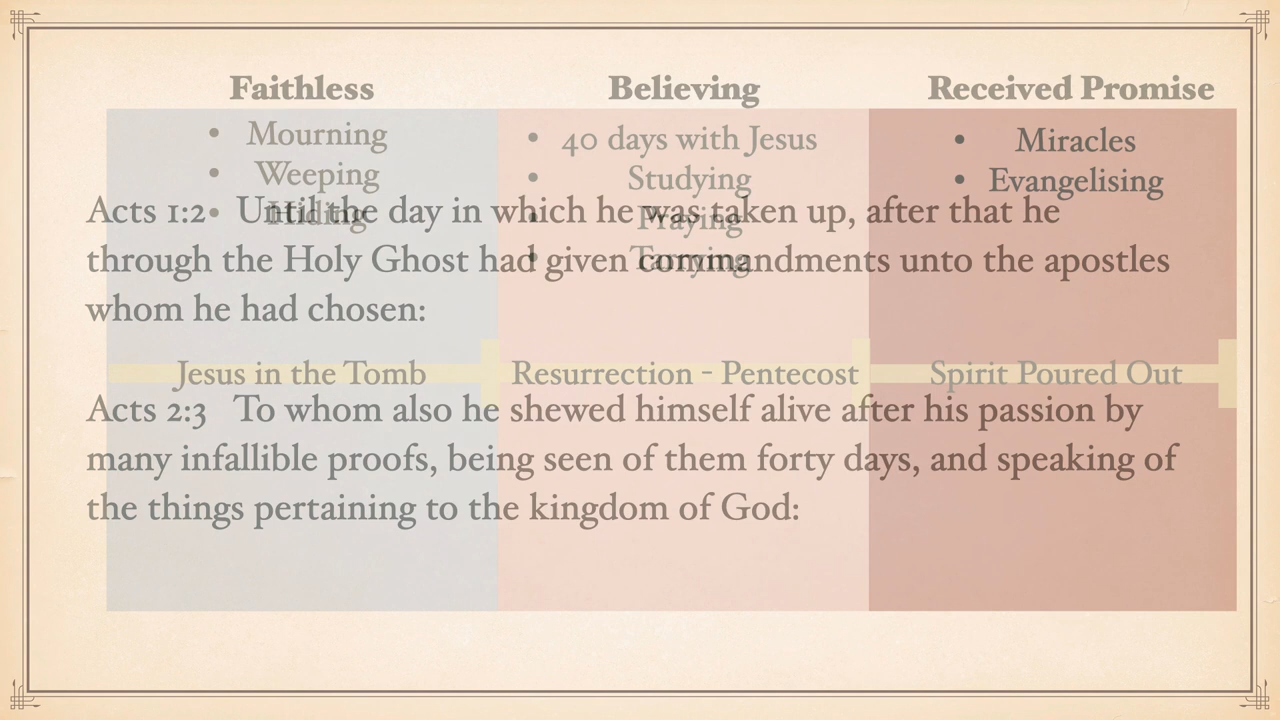 Faithless
Believing
Received Promise
• Mourning
• Weeping
• Hiding
• 40 days with Jesus
• Studying
• Praying
• Tarrying
• Miracles
• Evangelising
Jesus in the Tomb
Resurrection - Pentecost
Spirit Poured Out
Acts 1:2 Until the day in which he was taken up, after that he
through the Holy Ghost had given commandments unto the apostles
whom he had chosen:
Acts 2:3 To whom also he shewed himself alive after his passion by
many infallible proofs, being seen of them forty days, and speaking of
the things pertaining to the kingdom of God: